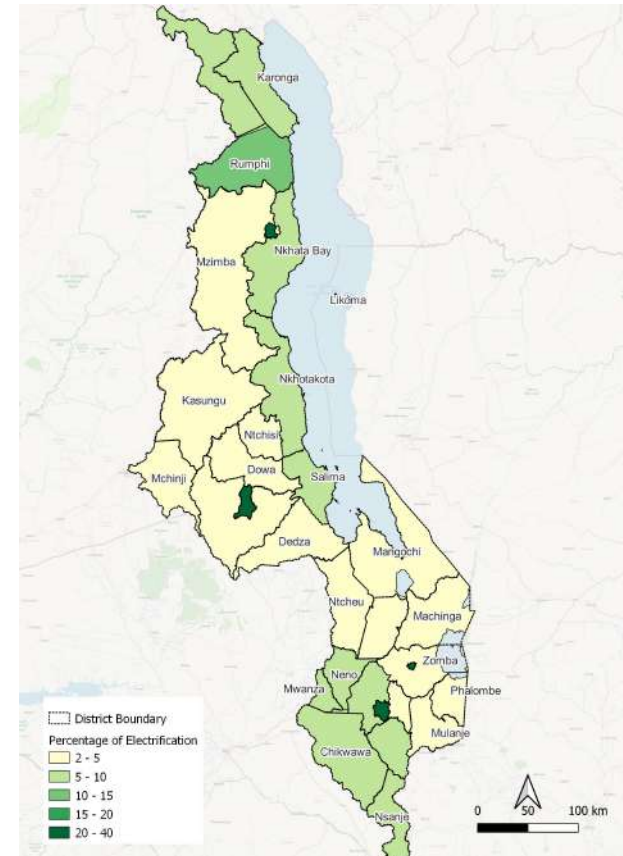 Karonga
Rumphi
Nkhata Bay
Mzimba
Likoma
Nkhotakota
Kasungu
Ntchisi
Dowa
Salima
Mchinji
Dedza
Mangochi
Ntcheu
Machinga
Zomba
Neno
Mwanza
Phalombe
Mulanje
Chikwawa
Nsanje
District Boundary
Percentage of Electrification
2 - 5
5 - 10
10 - 15
15 - 20
20 - 40
0 50 100 km